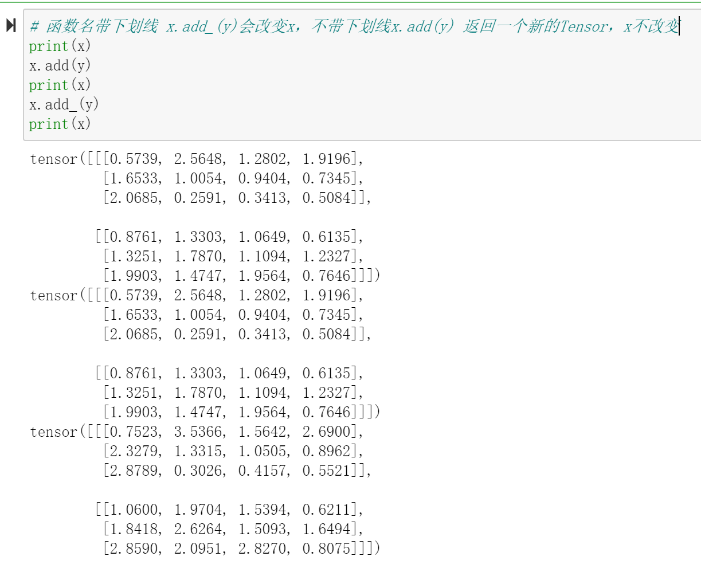 # 函数名带下划线 x.add_(y)会改变x，不带下划线x.add(y) 返回一个新的Tensor，x不改变
print(x)
x.add(y)
print(x)
x.add_(y)
print(x)
tensor([[[0.5739, 2.5648, 1.2802, 1.9196],
[1.6533, 1.0054, 0.9404, 0.7345],
[2.0685, 0.2591, 0.3413, 0.5084]],
[[0.8761, 1.3303, 1.0649, 0.6135],
[1.3251, 1.7870, 1.1094, 1.2327],
[1.9903, 1.4747, 1.9564, 0.7646]]])
tensor([[[0.5739, 2.5648, 1.2802, 1.9196],
[1.6533, 1.0054, 0.9404, 0.7345],
[2.0685, 0.2591, 0.3413, 0.5084]],
[[0.8761, 1.3303, 1.0649, 0.6135],
[1.3251, 1.7870, 1.1094, 1.2327],
[1.9903, 1.4747, 1.9564, 0.7646]]])
tensor([[[0.7523, 3.5366, 1.5642, 2.6900],
[2.3279, 1.3315, 1.0505, 0.8962],
[2.8789, 0.3026, 0.4157, 0.5521]],
[[1.0600, 1.9704, 1.5394, 0.6211],
[1.8418, 2.6264, 1.5093, 1.6494],
[2.8590, 2.0951, 2.8270, 0.8075]]])